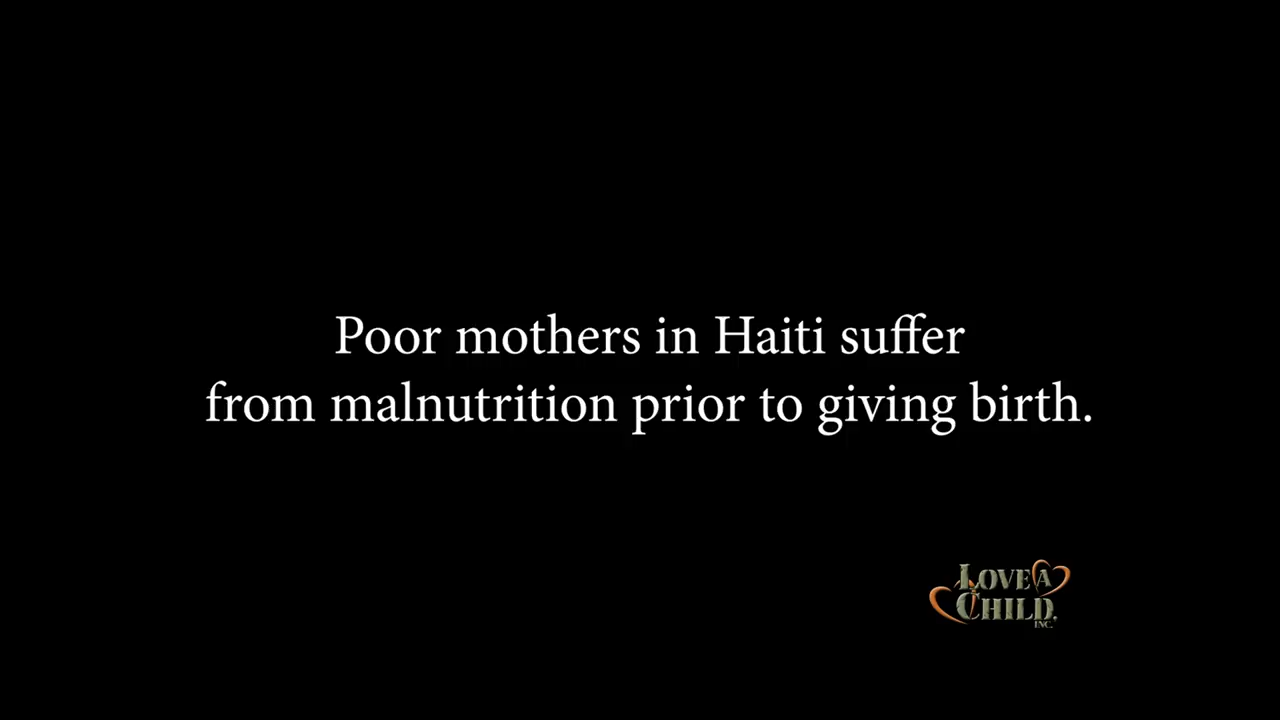 Poor mothers in Haiti suffer
from malnutrition prior to giving birth.
LOVE A
CHILD,
INC.